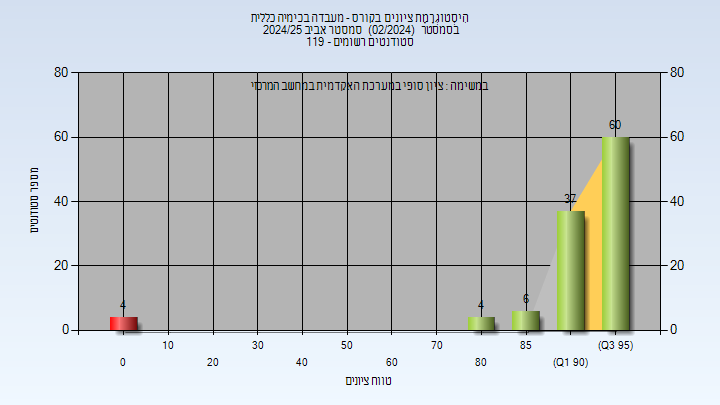 הִיסְטוֹגְרָמַת ציונים בקורס - מעבדה בכימיה כללית
בסמסטר (02/2024) סמסטר אביב 2024/25
סטודנטים רשומים - 119
במשימה : ציון סופי במערכת האקדמית במחשב המרכזי
מספר סטודנטים
80 80
60 60
40 40
20 20
0 0
4 4 6 37 60
10 30 50 70 85 (Q3 95)
0 20 40 60 80 (Q1 90)
טווח ציונים